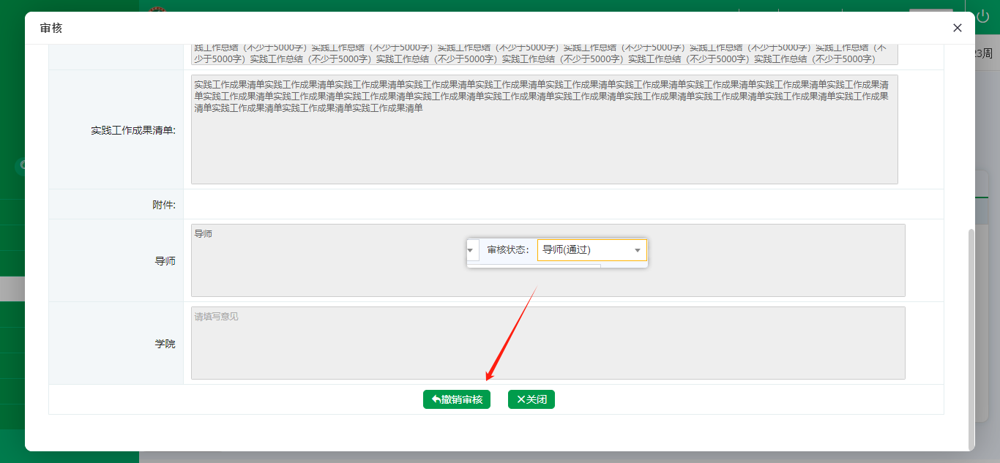 审核
23周
践工作总结（不少于5000字）实践工作总结（不少于5000字）实践工作总结（不少于5000字）实践工作总结（不少于5000字）实践工作总结（不少于5000字）实践工作总结（不
少于5000字）实践工作总结（不少于5000字）实践工作总结（不少于5000字）实践工作总结（不少于5000字）实践工作总结（不少于5000字）实践工作总结（不少于5000字）
实践工作成果清单:
实践工作成果清单实践工作成果清单实践工作成果清单实践工作成果清单实践工作成果清单实践工作成果清单实践工作成果清单实践工作成果清单实践工作成果清单实践工作成果清
单实践工作成果清单实践工作成果清单实践工作成果清单实践工作成果清单实践工作成果清单实践工作成果清单实践工作成果清单实践工作成果清单实践工作成果清单实践工作成果
清单实践工作成果清单实践工作成果清单实践工作成果清单
附件:
导师
导师
审核状态：
导师(通过)
学院
请填写意见
撤销审核
关闭